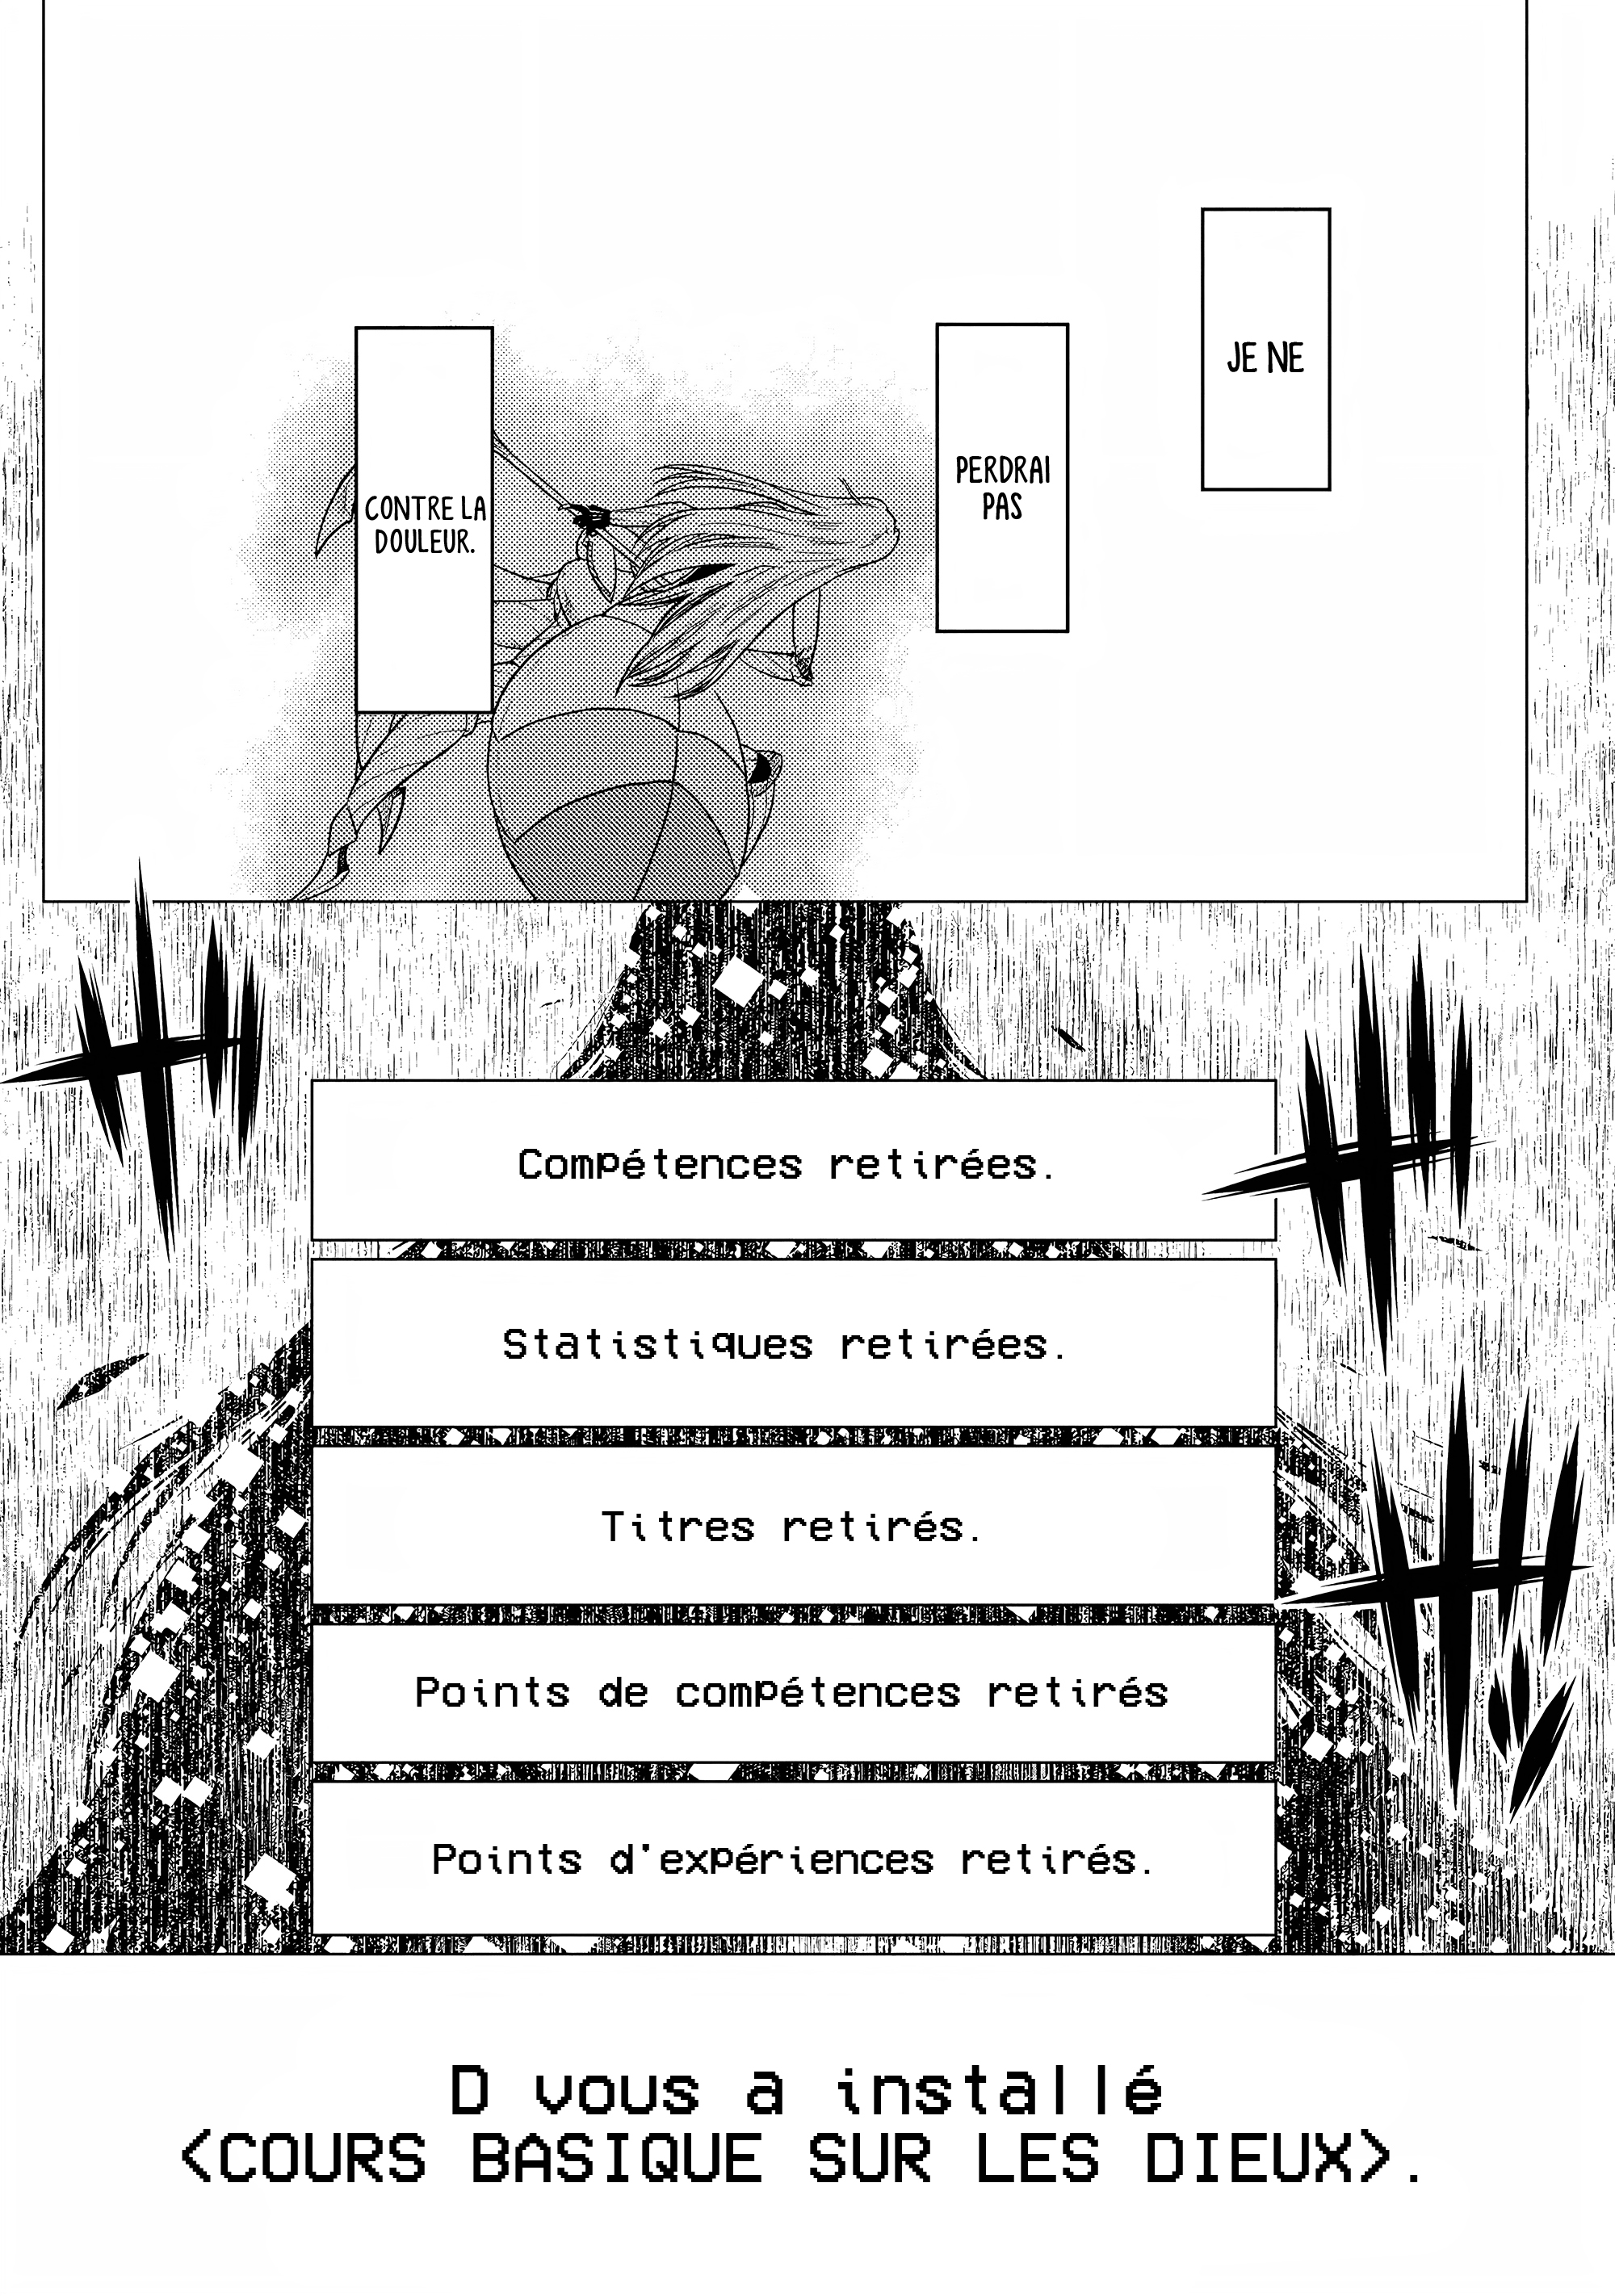 JE NE
PERDRAI
PAS
CONTRE LA
DOULEUR.
Compétences retirées.
Statistiques retirées.
Titres retirés.
Points de compétences retirés
Points d'expériences retirés.
D vous a installé
<COURS BASIQUE SUR LES DIEUX>.